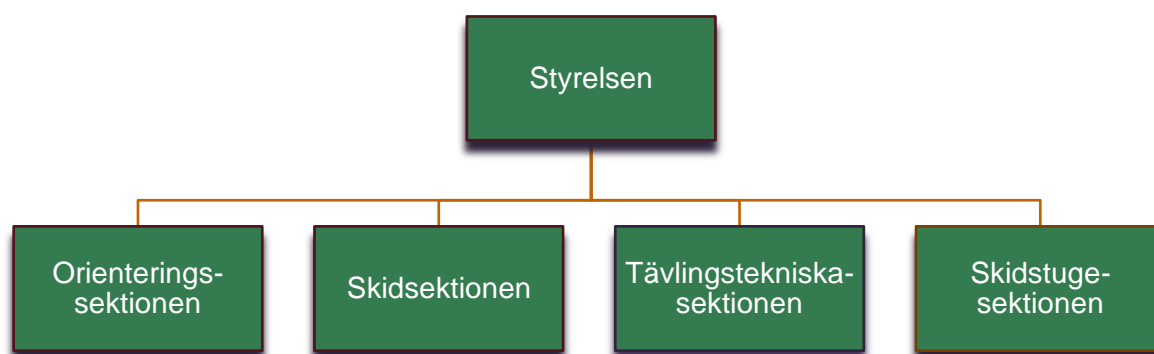 Styrelsen
Orienterings-
sektionen
Skidsektionen
Tävlingstekniska-
sektionen
Skidstuge-
sektionen